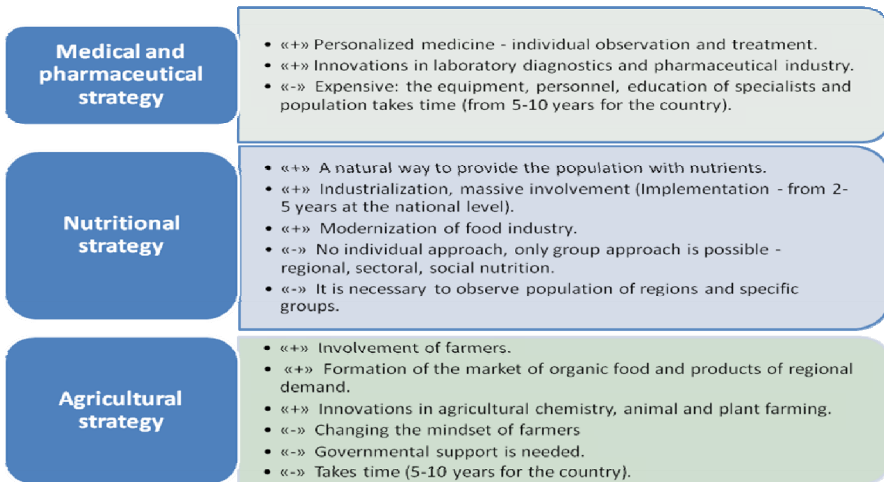 Medical and
pharmaceutical
strategy
• «+» Personalized medicine - individual observation and treatment.
• «+» Innovations in laboratory diagnostics and pharmaceutical industry.
• «-» Expensive: the equipment, personnel, education of specialists and
population takes time (from 5-10 years for the country).
Nutritional
strategy
• «+» A natural way to provide the population with nutrients.
• «+» Industrialization, massive involvement (Implementation - from 2-
5 years at the national level).
• «+» Modernization of food industry.
• «-» No individual approach, only group approach is possible -
regional, sectoral, social nutrition.
• «-» It is necessary to observe population of regions and specific
groups.
Agricultural
strategy
• «+» Involvement of farmers.
• «+» Formation of the market of organic food and products of regional
demand.
• «+» Innovations in agricultural chemistry, animal and plant farming.
• «-» Changing the mindset of farmers
• «-» Governmental support is needed.
• «-» Takes time (5-10 years for the country).